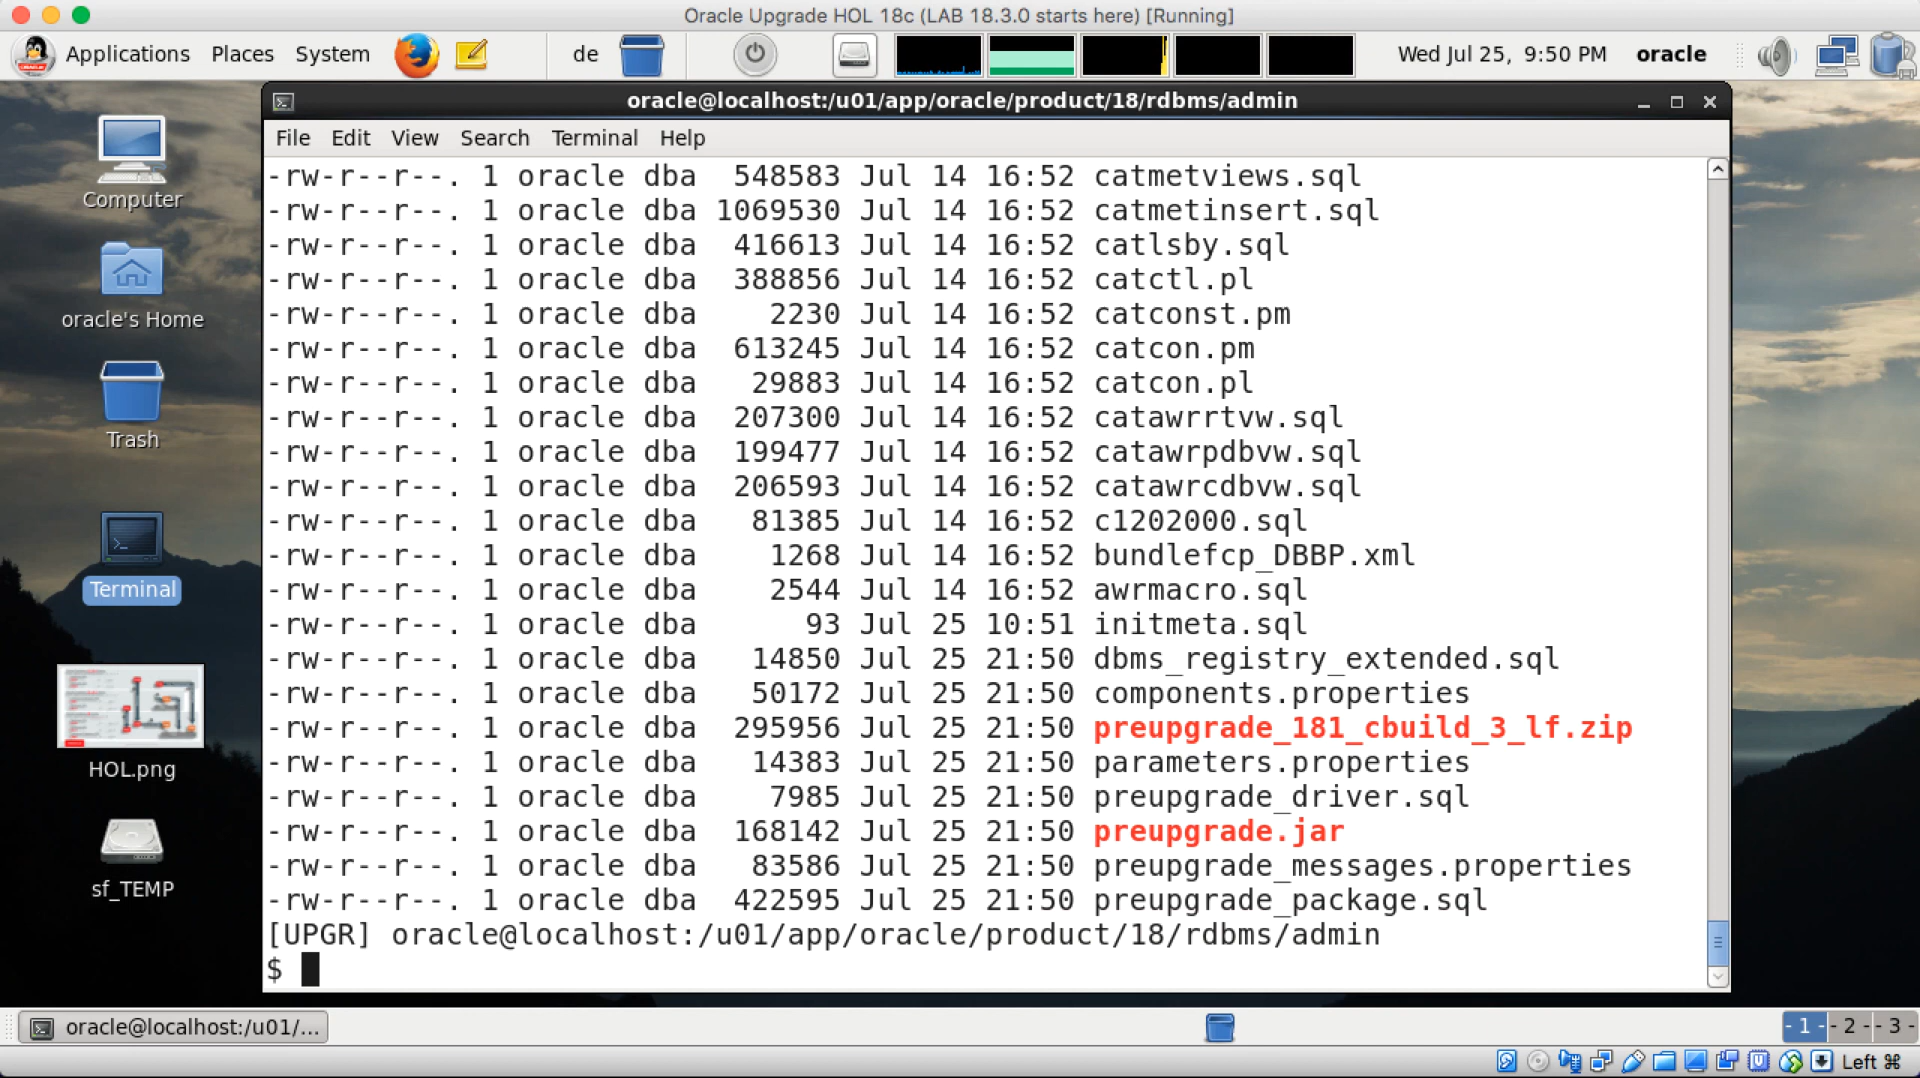 Oracle Upgrade HOL 18c (LAB 18.3.0 starts here) [Running]
Applications Places System de Wed Jul 25, 9:50 PM oracle
oracle@localhost:/u01/app/oracle/product/18/rdbms/admin
File Edit View Search Terminal Help
-rw-r--r--. 1 oracle dba 548583 Jul 14 16:52 catmetviews.sql
-rw-r--r--. 1 oracle dba 1069530 Jul 14 16:52 catmetinsert.sql
-rw-r--r--. 1 oracle dba 416613 Jul 14 16:52 catlsby.sql
-rw-r--r--. 1 oracle dba 388856 Jul 14 16:52 catctl.pl
-rw-r--r--. 1 oracle dba 2230 Jul 14 16:52 catconst.pm
-rw-r--r--. 1 oracle dba 613245 Jul 14 16:52 catcon.pm
-rw-r--r--. 1 oracle dba 29883 Jul 14 16:52 catcon.pl
-rw-r--r--. 1 oracle dba 207300 Jul 14 16:52 catawrrtvw.sql
-rw-r--r--. 1 oracle dba 199477 Jul 14 16:52 catawrpdbvw.sql
-rw-r--r--. 1 oracle dba 206593 Jul 14 16:52 catawrcdbvw.sql
-rw-r--r--. 1 oracle dba 81385 Jul 14 16:52 c1202000.sql
-rw-r--r--. 1 oracle dba 1268 Jul 14 16:52 bundlefcp_DBBP.xml
-rw-r--r--. 1 oracle dba 2544 Jul 14 16:52 awrmacro.sql
-rw-r--r--. 1 oracle dba 93 Jul 25 10:51 initmeta.sql
-rw-r--r--. 1 oracle dba 14850 Jul 25 21:50 dbms_registry_extended.sql
-rw-r--r--. 1 oracle dba 50172 Jul 25 21:50 components.properties
-rw-r--r--. 1 oracle dba 295956 Jul 25 21:50 preupgrade_181_cbuild_3_lf.zip
-rw-r--r--. 1 oracle dba 14383 Jul 25 21:50 parameters.properties
-rw-r--r--. 1 oracle dba 7985 Jul 25 21:50 preupgrade_driver.sql
-rw-r--r--. 1 oracle dba 168142 Jul 25 21:50 preupgrade.jar
-rw-r--r--. 1 oracle dba 83586 Jul 25 21:50 preupgrade_messages.properties
-rw-r--r--. 1 oracle dba 422595 Jul 25 21:50 preupgrade_package.sql
[UPGR] oracle@localhost:/u01/app/oracle/product/18/rdbms/admin
$
Computer
oracle's Home
Trash
Terminal
HOL.png
sf_TEMP
oracle@localhost:/u01/...
- 1 - - 2 - - 3 -
Left ⌘